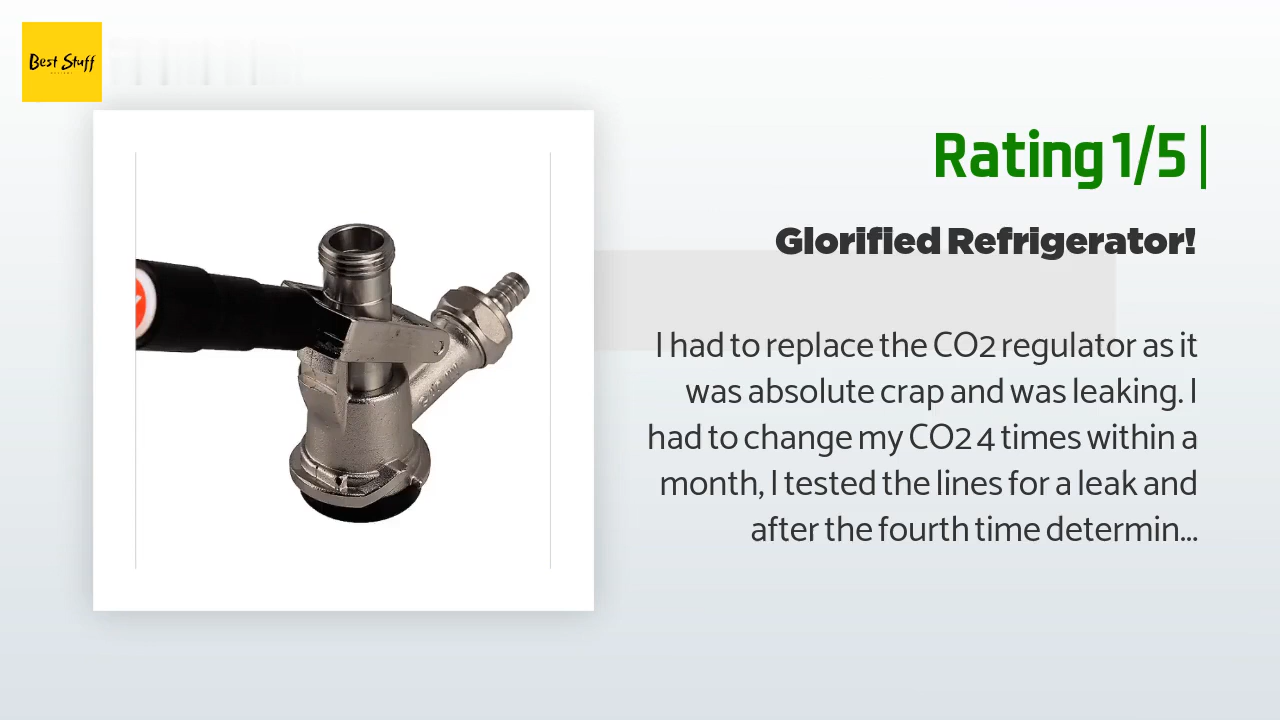 Best Stuff
Rating 1/5 |
Glorified Refrigerator!
I had to replace the CO2 regulator as it
was absolute crap and was leaking. I
had to change my CO2 4 times within a
month, I tested the lines for a leak and
after the fourth time determin...